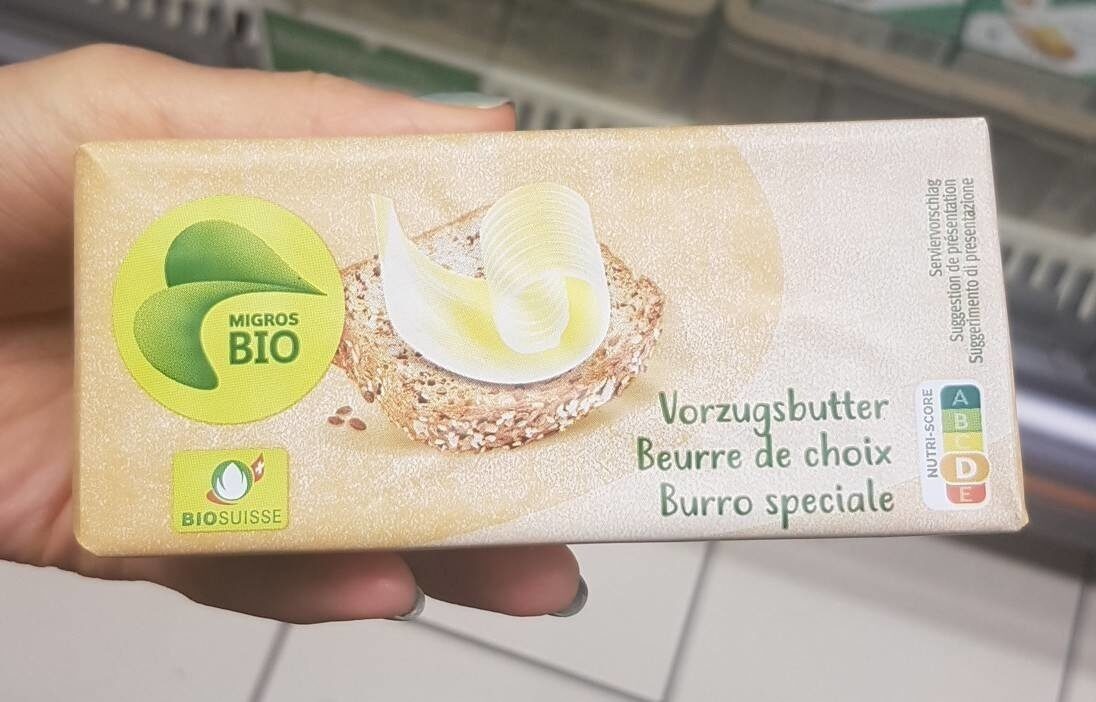 MIGROS
BIO
BIOSUISSE
Vorzugsbutter
Beurre de choix
Burro speciale
Serviervorschlag
Suggestion de présentation
Suggerimento di presentazione
NUTRI-SCORE
A
B
C
D
E